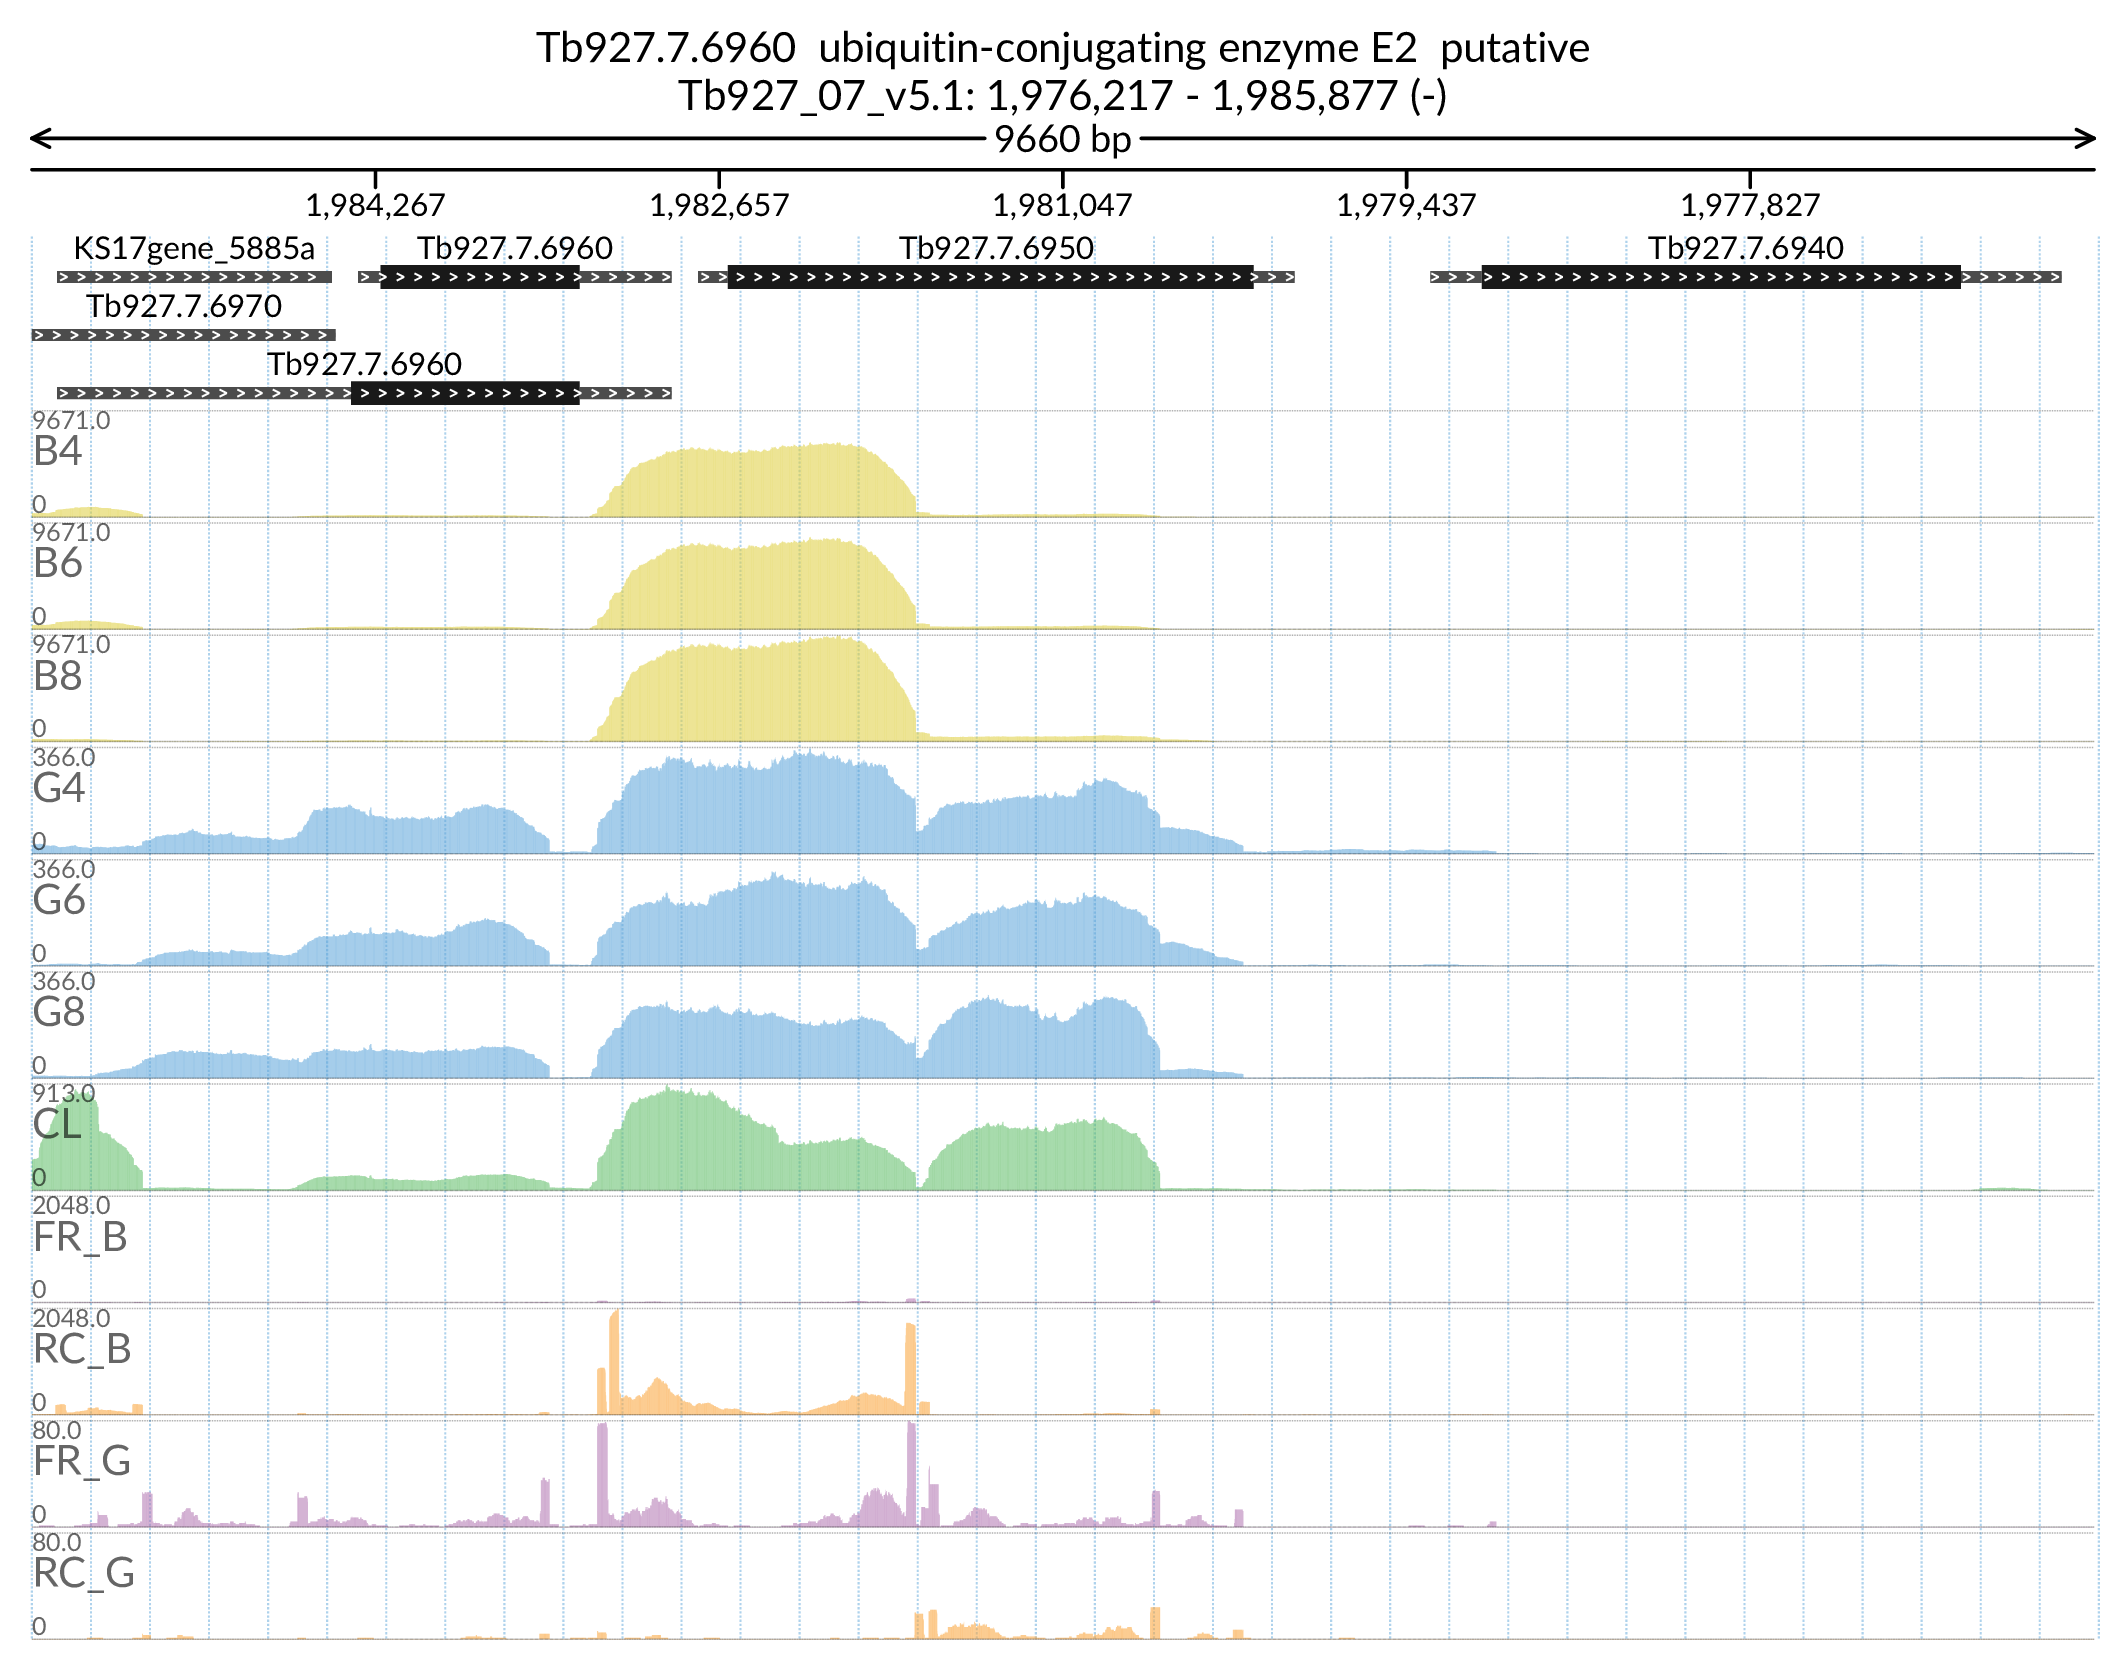 Tb927.7.6960  ubiquitin-conjugating enzyme E2  putative
Tb927_07_v5.1: 1,976,217 - 1,985,877 (-)
9660 bp
1,984,267 1,982,657 1,981,047 1,979,437 1,977,827
KS17gene_5885a Tb927.7.6960 Tb927.7.6950 Tb927.7.6940
Tb927.7.6970
Tb927.7.6960
9671.0
B4
0
9671.0
B6
0
9671.0
B8
0
366.0
G4
0
366.0
G6
0
366.0
G8
0
913.0
CL
0
2048.0
FR_B
0
2048.0
RC_B
0
80.0
FR_G
0
80.0
RC_G
0